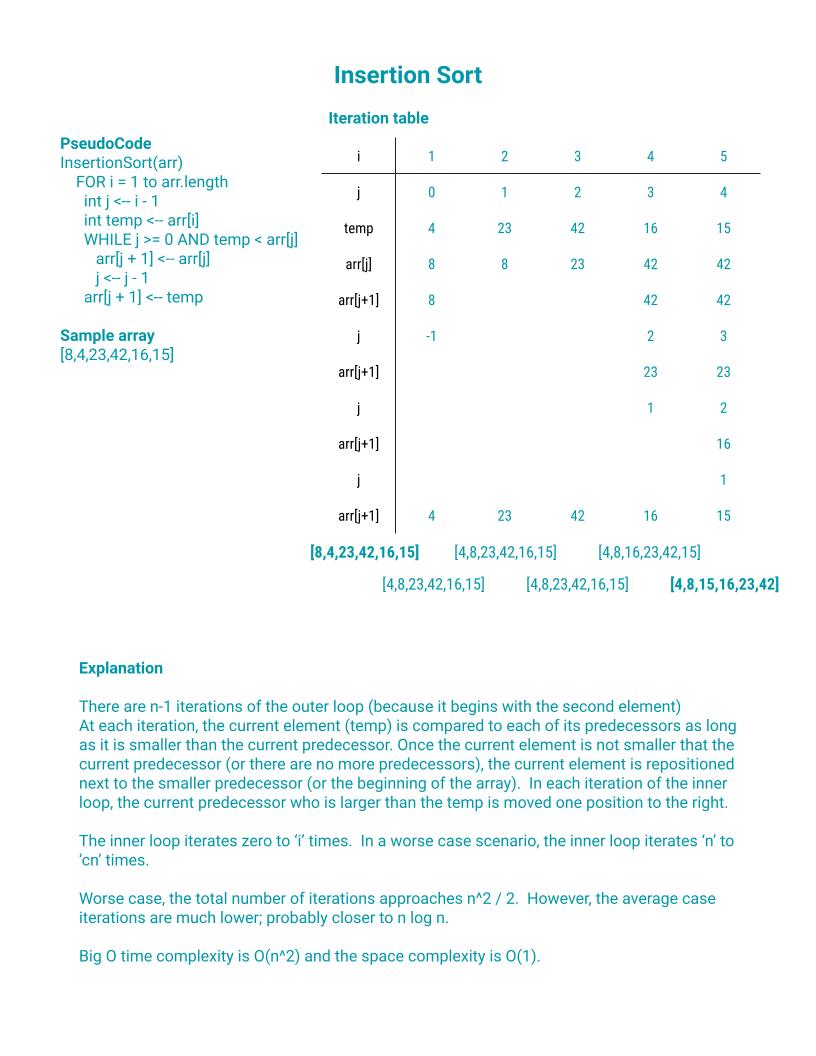 Insertion Sort
Iteration table
PseudoCode
InsertionSort(arr)
FOR i = 1 to arr.length
int j <-- i - 1
int temp <-- arr[i]
WHILE j >= 0 AND temp < arr[j]
arr[j + 1] <-- arr[j]
j <-- j - 1
arr[j + 1] <-- temp
Sample array
[8,4,23,42,16,15]
i 1 2 3 4 5
j 0 1 2 3 4
temp 4 23 42 16 15
arr[j] 8 8 23 42 42
arr[j+1] 8 42 42
j -1 2 3
arr[j+1] 23 23
j 1 2
arr[j+1] 16
j 1
arr[j+1] 4 23 42 16 15
[8,4,23,42,16,15] [4,8,23,42,16,15] [4,8,16,23,42,15]
[4,8,23,42,16,15] [4,8,23,42,16,15] [4,8,15,16,23,42]
Explanation
There are n-1 iterations of the outer loop (because it begins with the second element)
At each iteration, the current element (temp) is compared to each of its predecessors as long
as it is smaller than the current predecessor. Once the current element is not smaller that the
current predecessor (or there are no more predecessors), the current element is repositioned
next to the smaller predecessor (or the beginning of the array). In each iteration of the inner
loop, the current predecessor who is larger than the temp is moved one position to the right.
The inner loop iterates zero to ‘i’ times. In a worse case scenario, the inner loop iterates ‘n’ to
‘cn’ times.
Worse case, the total number of iterations approaches n^2 / 2. However, the average case
iterations are much lower; probably closer to n log n.
Big O time complexity is O(n^2) and the space complexity is O(1).